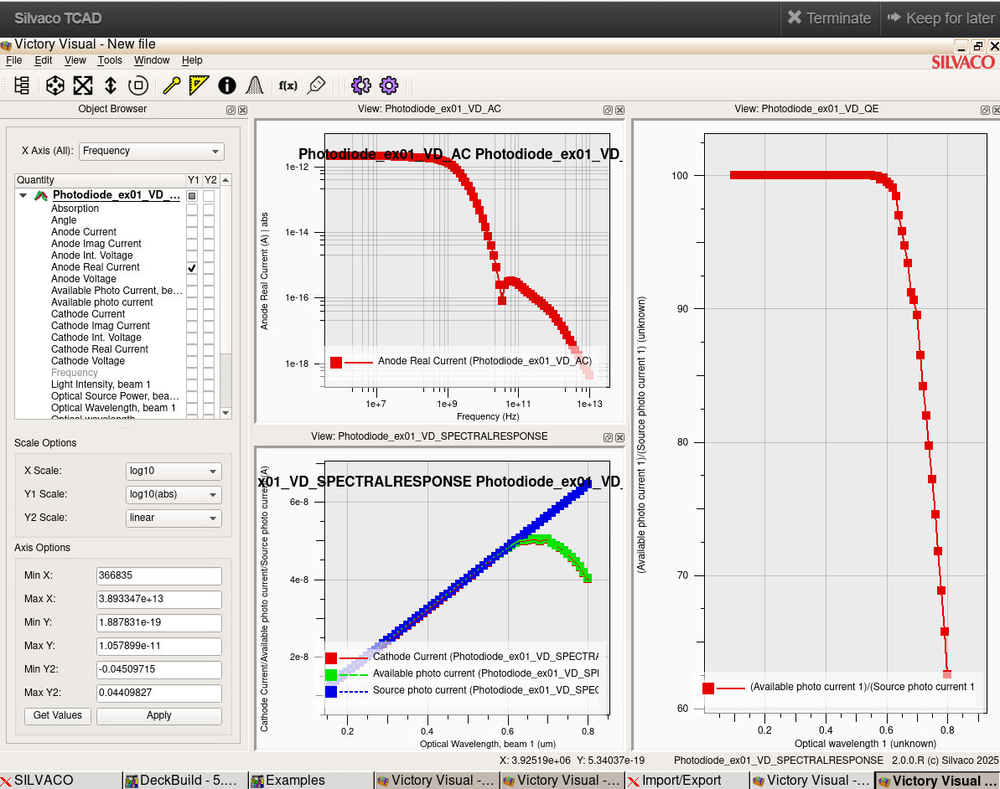 Silvaco TCAD
Terminate
Keep for later
Victory Visual - New file
File Edit View Tools Window Help
SILVACO
f(x)
Object Browser
X Axis (All): Frequency
Quantity Y1 Y2
Photodiode_ex01_VD_...
Absorption
Angle
Anode Current
Anode Imag Current
Anode Int. Voltage
Anode Real Current
Anode Voltage
Available Photo Current, be...
Available photo current
Cathode Current
Cathode Imag Current
Cathode Int. Voltage
Cathode Real Current
Cathode Voltage
Frequency
Light Intensity, beam 1
Optical Source Power, bea...
Optical Wavelength, beam 1
Optical wavelength
Scale Options
X Scale: log10
Y1 Scale: log10(abs)
Y2 Scale: linear
Axis Options
Min X: 366835
Max X: 3.893347e+13
Min Y: 1.887831e-19
Max Y: 1.057899e-11
Min Y2: -0.04509715
Max Y2: 0.04409827
Get Values Apply
View: Photodiode_ex01_VD_AC
Photodiode_ex01_VD_AC Photodiode_ex01_VD_
Anode Real Current (A) | abs
1e-12
1e-14
1e-16
1e-18
Anode Real Current (Photodiode_ex01_VD_AC)
1e+7 1e+9 1e+11 1e+13
Frequency (Hz)
View: Photodiode_ex01_VD_SPECTRALRESPONSE
x01_VD_SPECTRALRESPONSE Photodiode_ex01_VD_
Cathode Current/Available photo current/Source photo current (A)
6e-8
4e-8
2e-8
Cathode Current (Photodiode_ex01_VD_SPECTRA
Available photo current (Photodiode_ex01_VD_SPI
Source photo current (Photodiode_ex01_VD_SPEC
0.2 0.4 0.6 0.8
Optical Wavelength, beam 1 (um)
View: Photodiode_ex01_VD_QE
(Available photo current 1)/(Source photo current 1) (unknown)
100
90
80
70
60
(Available photo current 1)/(Source photo current 1
0.2 0.4 0.6 0.8
Optical wavelength 1 (unknown)
X: 3.92519e+06 Y: 5.34037e-19
Photodiode_ex01_VD_SPECTRALRESPONSE 2.0.0.R (c) Silvaco 2025
SILVACO
DeckBuild - 5....
Examples
Victory Visual -...
Victory Visual -...
Import/Export
Victory Visual -...
Victory Visual ...